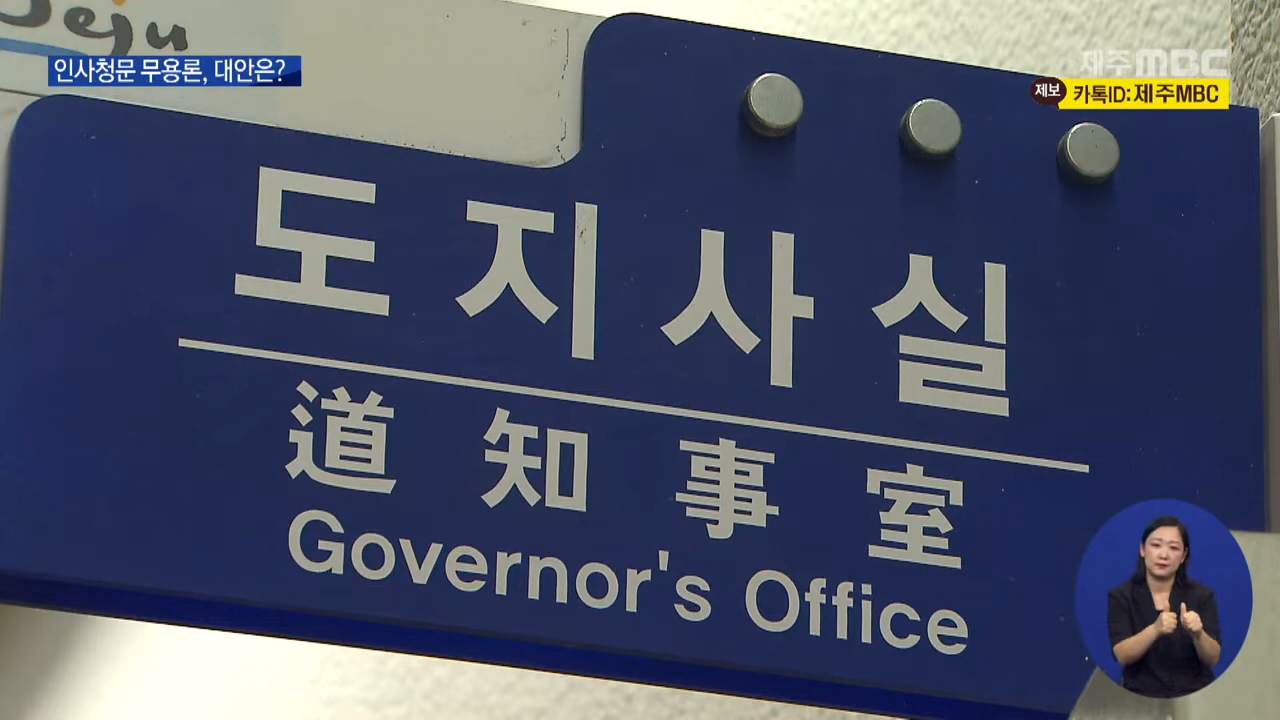 Jeju
인사청문 무용론, 대안은?
제주MBC
제보 카톡ID:제주MBC
도지사실
道知事室
Governor's Office